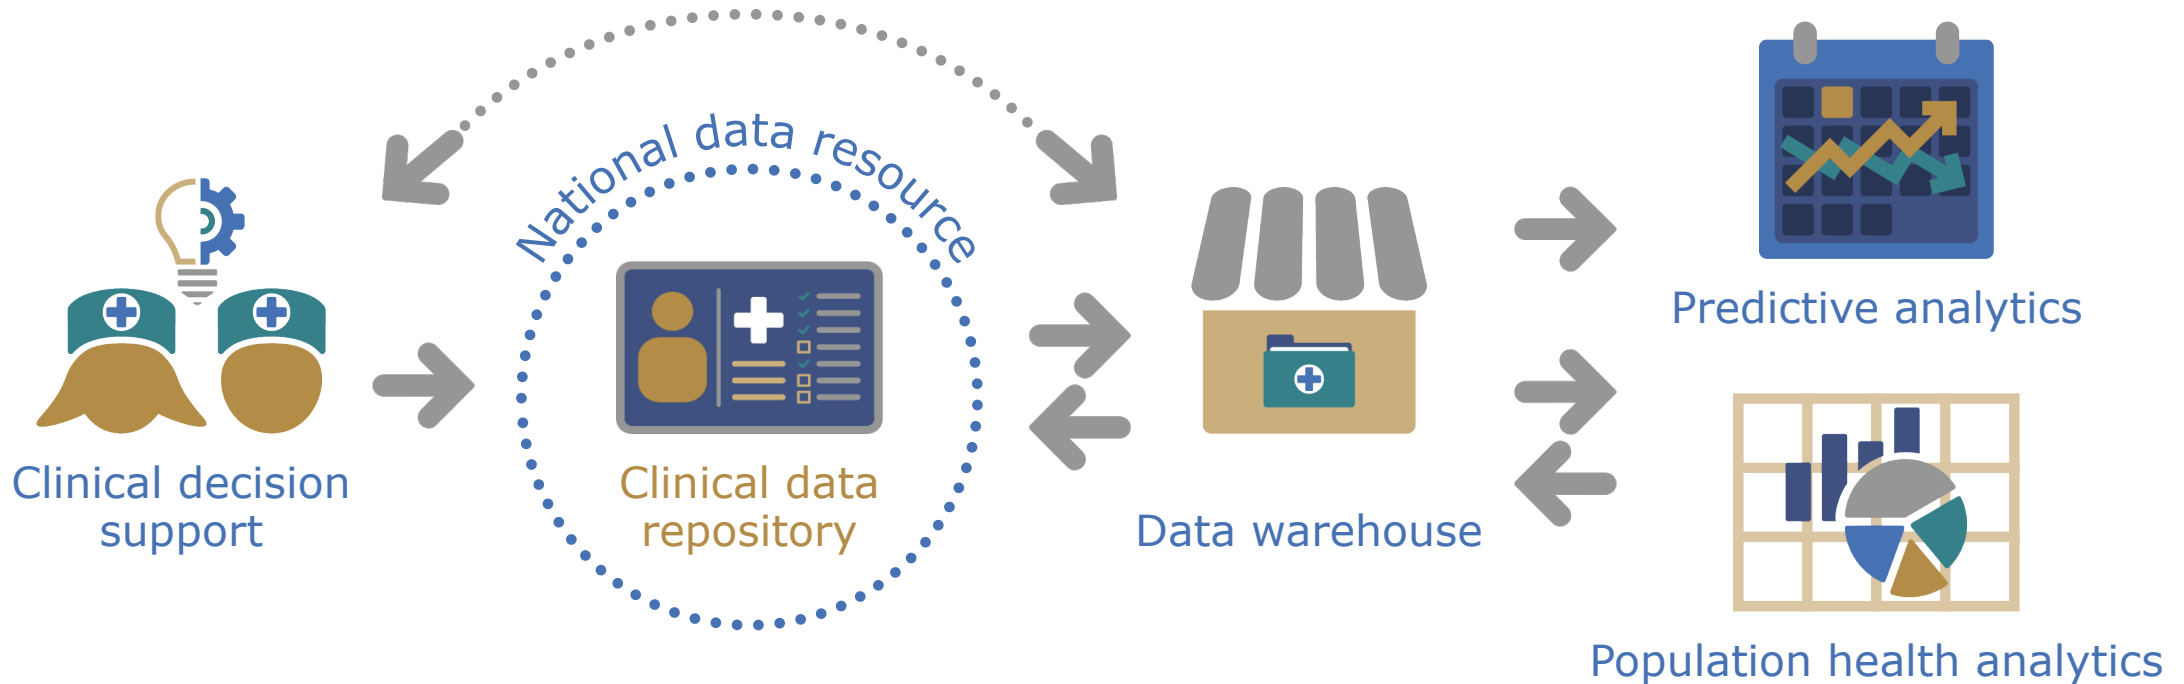 National data resource
Clinical decision
support
Clinical data
repository
Data warehouse
Predictive analytics
Population health analytics